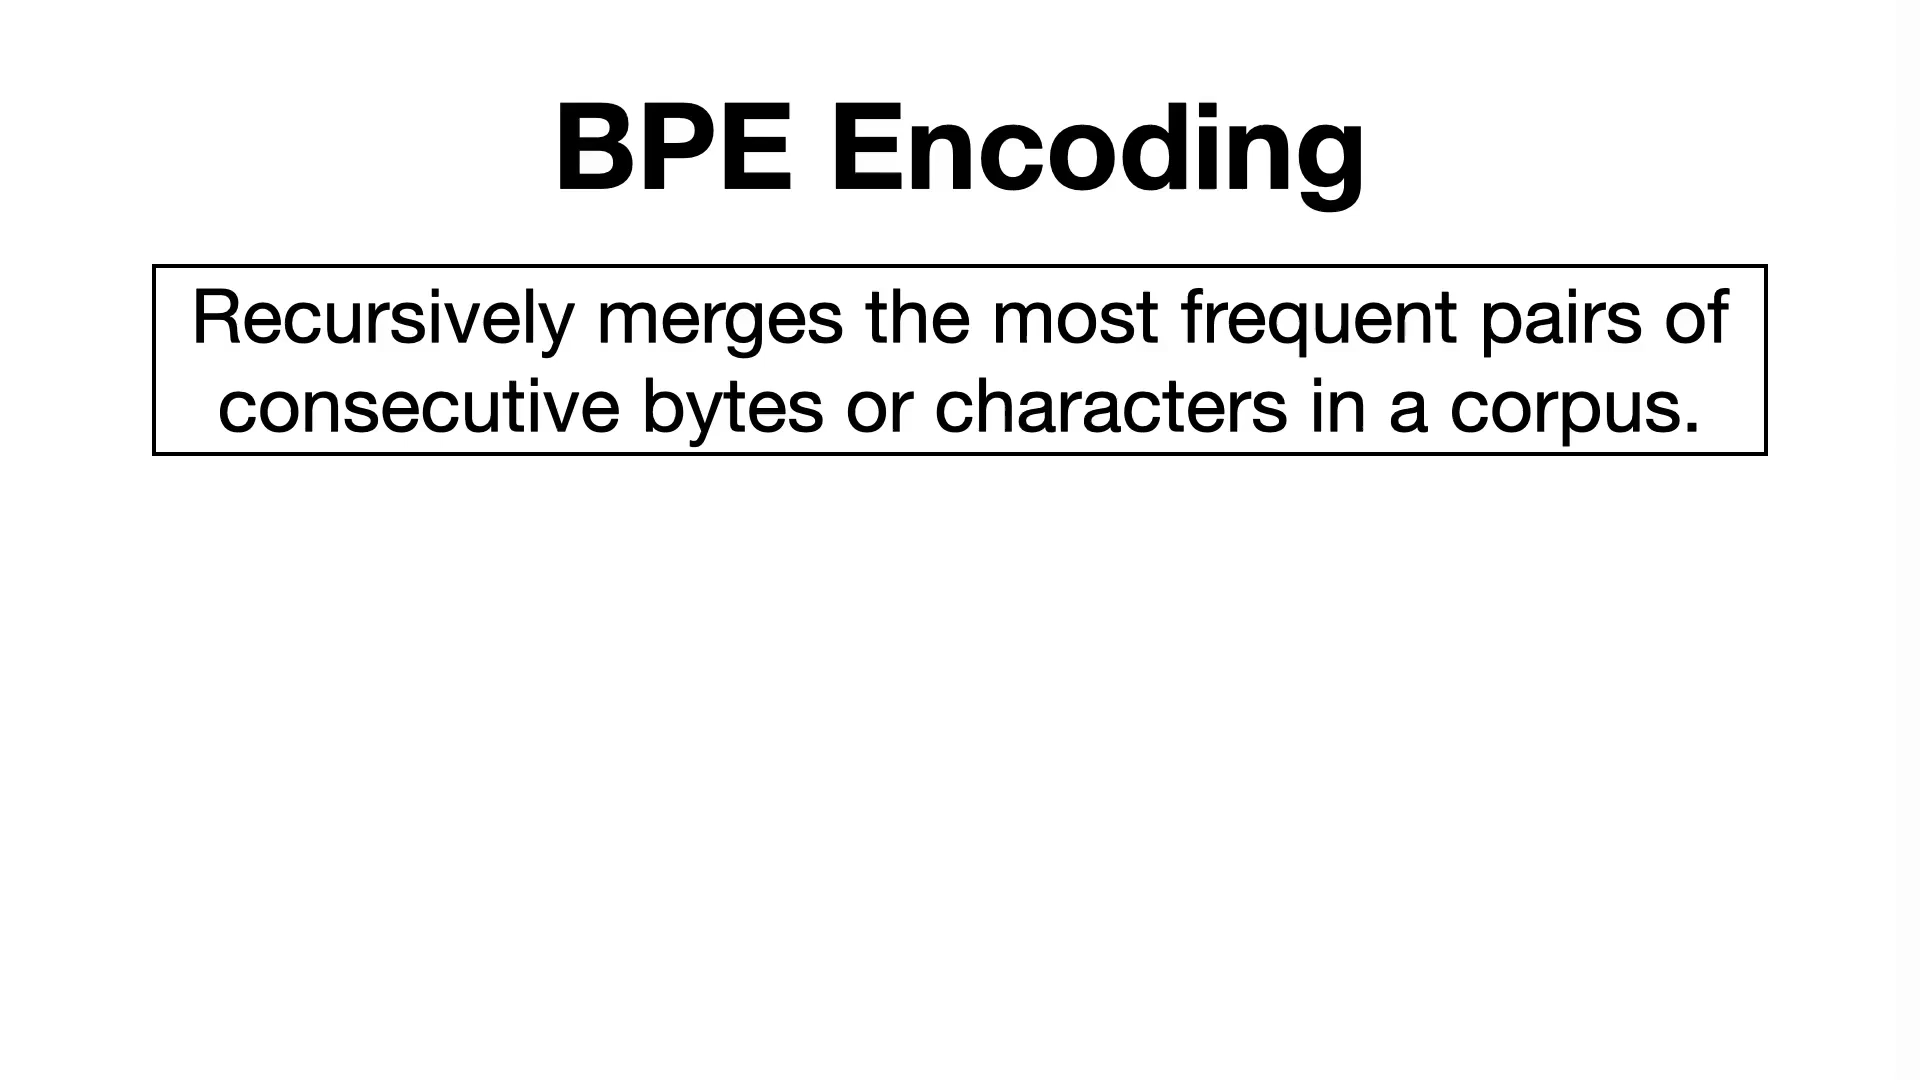 BPE Encoding
Recursively merges the most frequent pairs of
consecutive bytes or characters in a corpus.